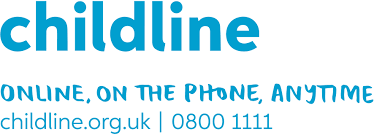 childline
ONLINE, ON THE PHONE, ANYTIME
childline.org.uk | 0800 1111